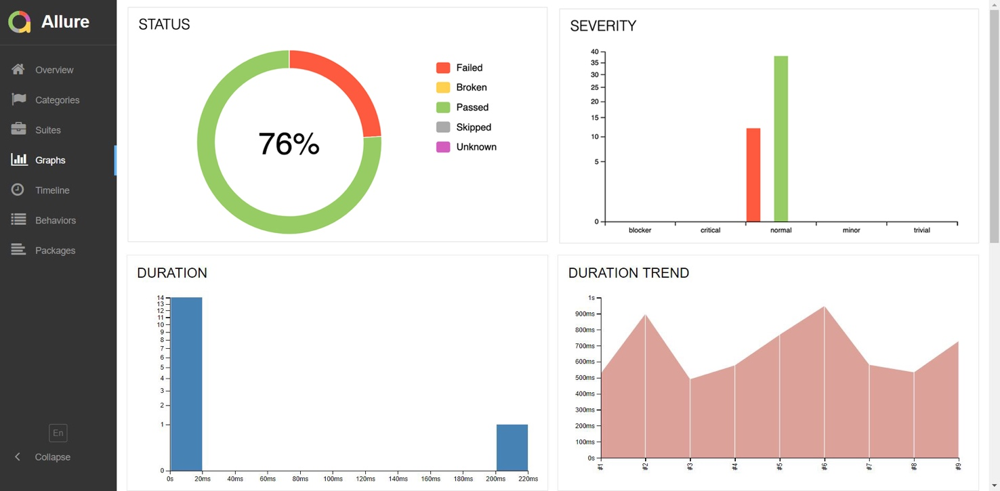 Allure
Overview
Categories
Suites
Graphs
Timeline
Behaviors
Packages
En
Collapse
STATUS
76%
Failed
Broken
Passed
Skipped
Unknown
SEVERITY
40
35
30
25
20
15
10
5
0
blocker critical normal minor trivial
DURATION
14
13
12
11
10
9
8
7
6
5
4
3
2
1
0
0s 20ms 40ms 60ms 80ms 100ms 120ms 140ms 160ms 180ms 200ms 220ms
DURATION TREND
1s
900ms
800ms
700ms
600ms
500ms
400ms
300ms
200ms
100ms
0s
#1 #2 #3 #4 #5 #6 #7 #8 #9